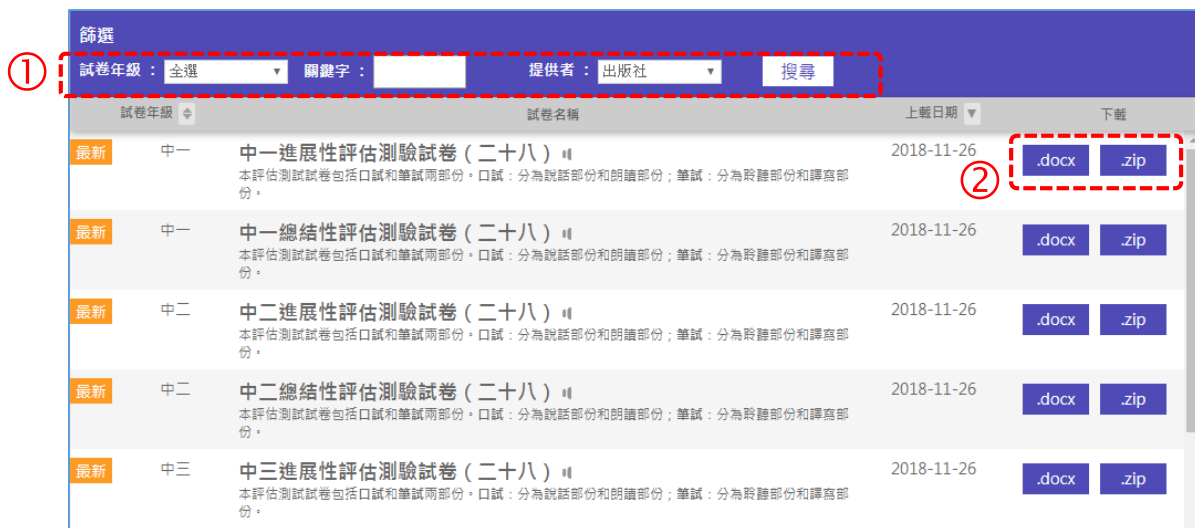 篩選
① 試卷年級 : 全選 關鍵字 : 提供者 : 出版社 搜尋
試卷年級 試卷名稱 上載日期 下載
最新 中一 中一進展性評估測驗試卷(二十八) 2018-11-26 ② .docx .zip
本評估測試試卷包括口試和筆試兩部份。口試:分為說話部份和朗讀部份;筆試:分為聆聽部份和譯寫部
份。
最新 中一 中一總結性評估測驗試卷(二十八) 2018-11-26 .docx .zip
本評估測試試卷包括口試和筆試兩部份。口試:分為說話部份和朗讀部份;筆試:分為聆聽部份和譯寫部
份。
最新 中二 中二進展性評估測驗試卷(二十八) 2018-11-26 .docx .zip
本評估測試試卷包括口試和筆試兩部份。口試:分為說話部份和朗讀部份;筆試:分為聆聽部份和譯寫部
份。
最新 中二 中二總結性評估測驗試卷(二十八) 2018-11-26 .docx .zip
本評估測試試卷包括口試和筆試兩部份。口試:分為說話部份和朗讀部份;筆試:分為聆聽部份和譯寫部
份。
最新 中三 中三進展性評估測驗試卷(二十八) 2018-11-26 .docx .zip
本評估測試試卷包括口試和筆試兩部份。口試:分為說話部份和朗讀部份;筆試:分為聆聽部份和譯寫部
份。